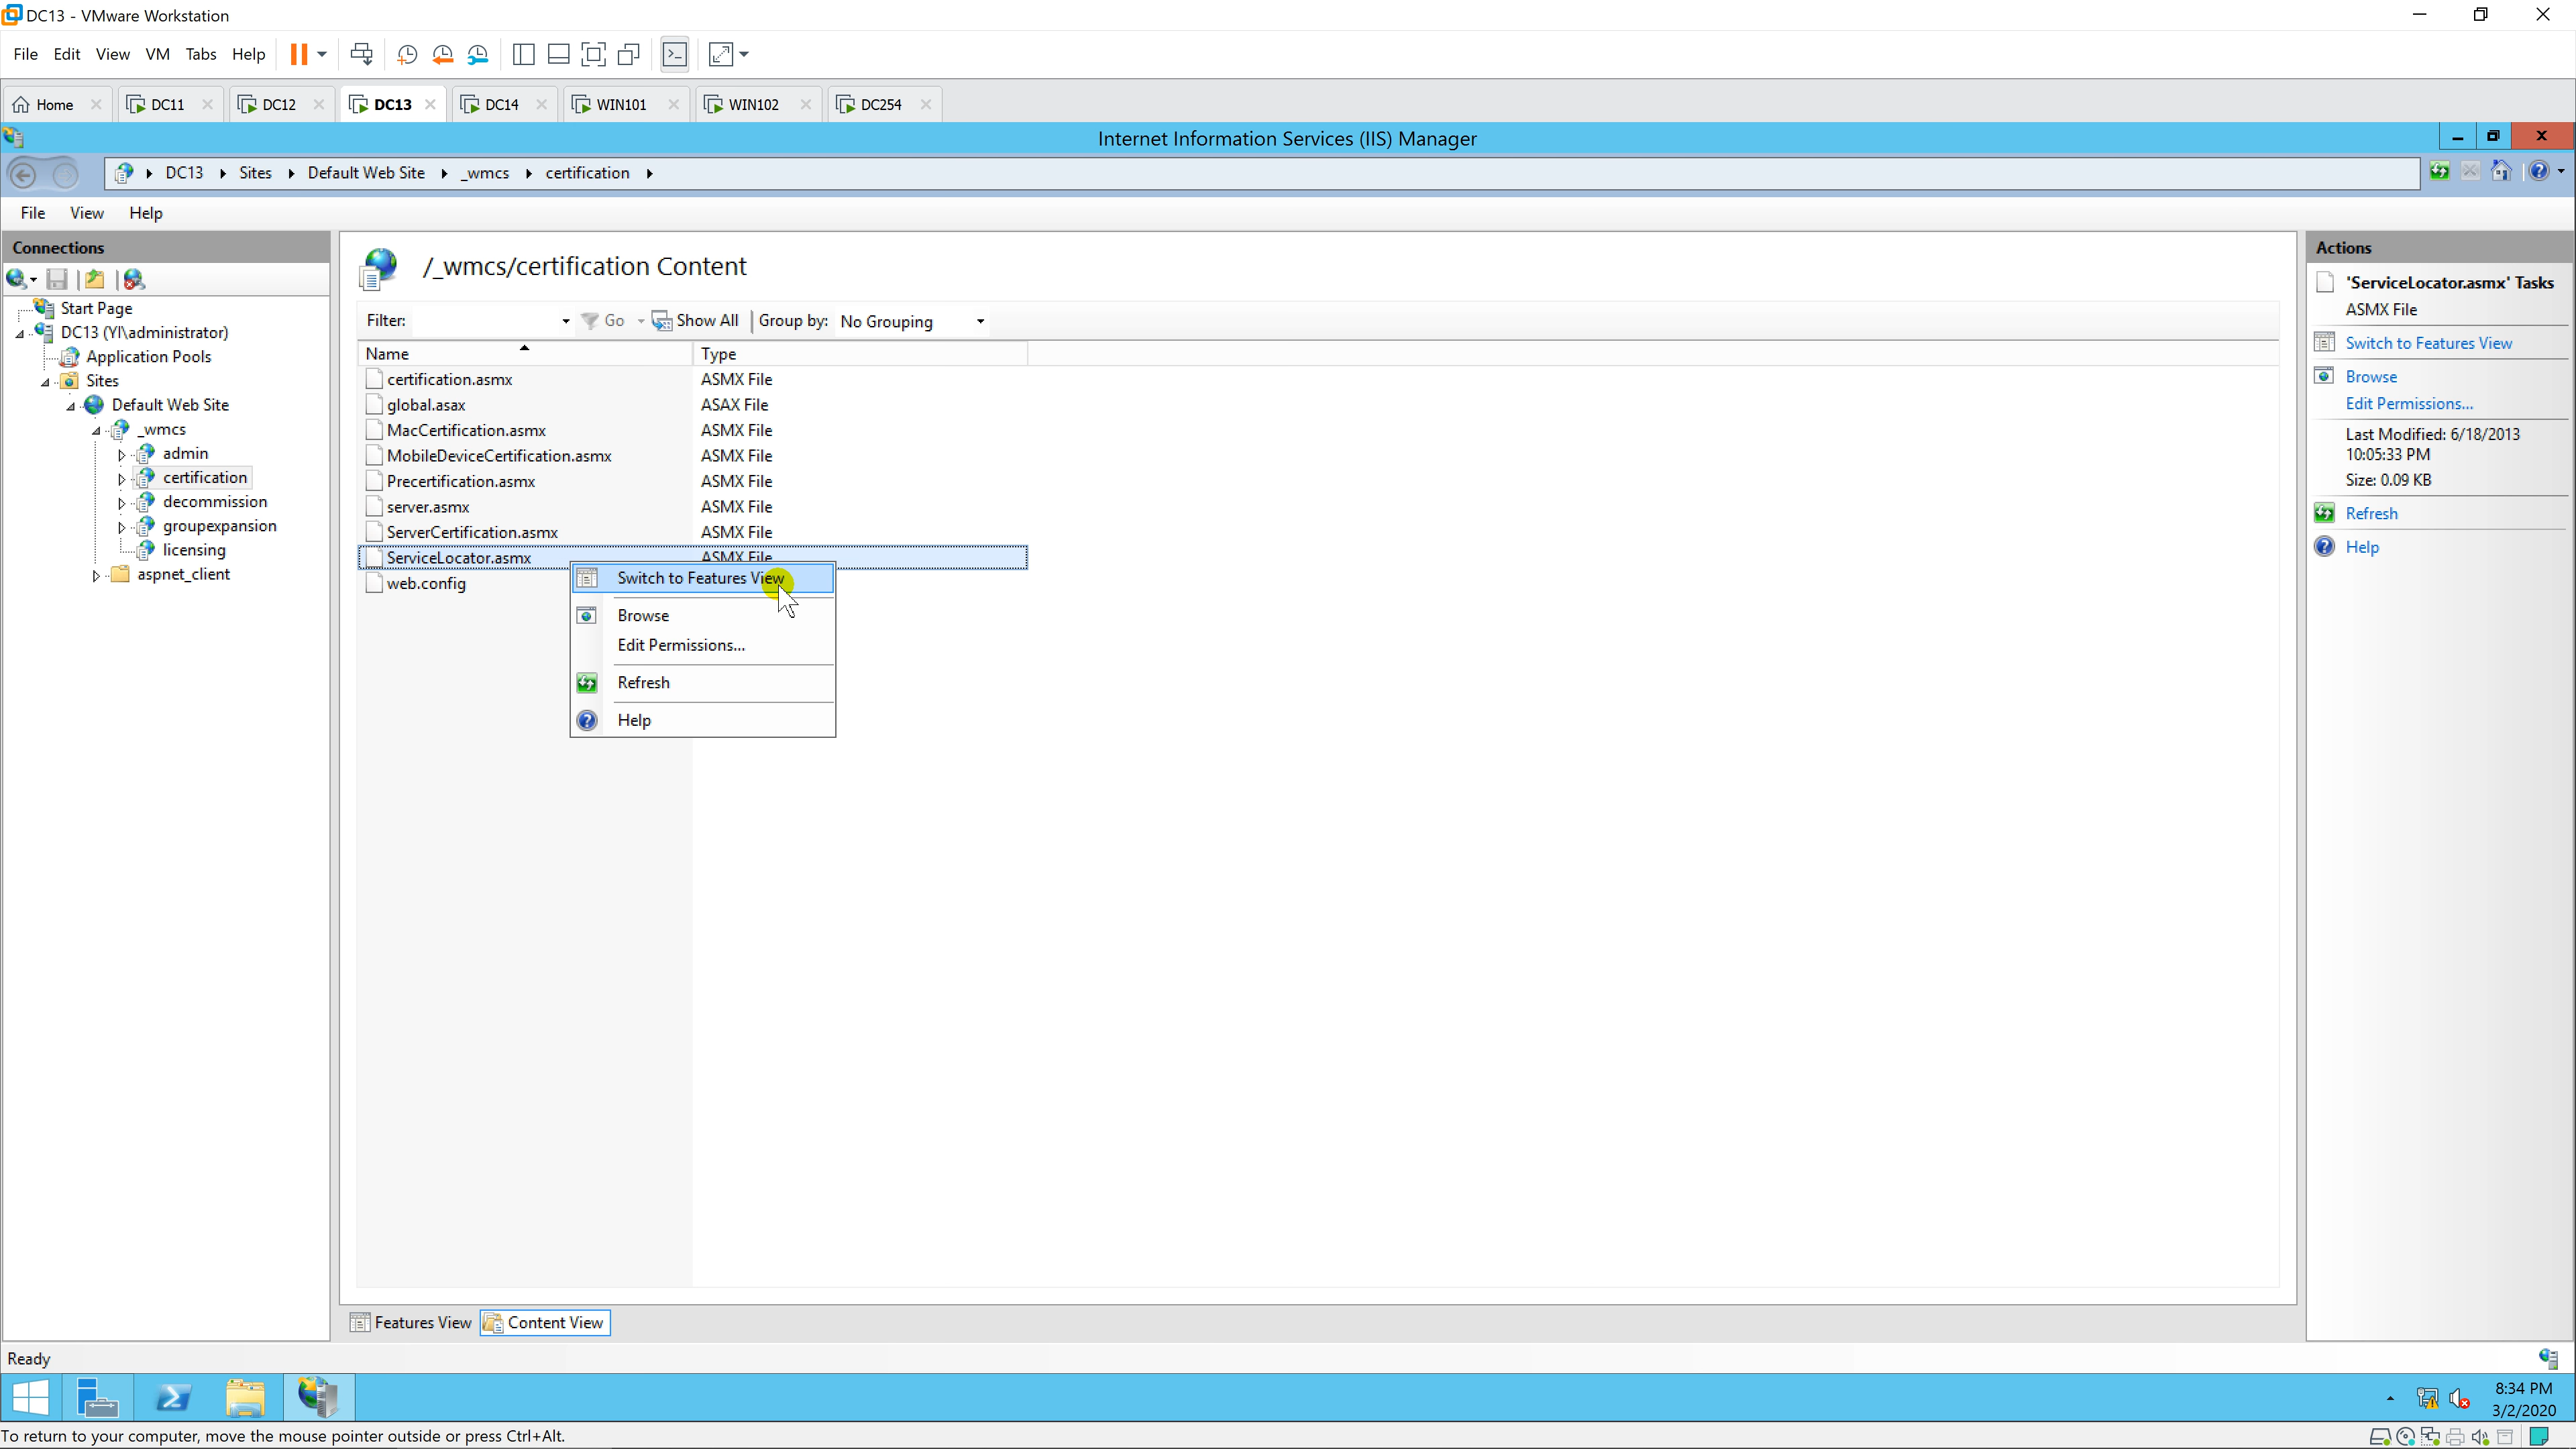 DC13 - VMware Workstation
File Edit View VM Tabs Help
Home DC11 DC12 DC13 DC14 WIN101 WIN102 DC254
Internet Information Services (IIS) Manager
DC13 Sites Default Web Site _wmcs certification
File View Help
Connections
Start Page
DC13 (YI\administrator)
Application Pools
Sites
Default Web Site
_wmcs
admin
certification
decommission
groupexpansion
licensing
aspnet_client
/_wmcs/certification Content
Filter: Go Show All Group by: No Grouping
Name Type
certification.asmx ASMX File
global.asax ASAX File
MacCertification.asmx ASMX File
MobileDeviceCertification.asmx ASMX File
Precertification.asmx ASMX File
server.asmx ASMX File
ServerCertification.asmx ASMX File
ServiceLocator.asmx ASMX File
web.config
Switch to Features View
Browse
Edit Permissions...
Refresh
Help
Features View Content View
Actions
'ServiceLocator.asmx' Tasks
ASMX File
Switch to Features View
Browse
Edit Permissions...
Last Modified: 6/18/2013
10:05:33 PM
Size: 0.09 KB
Refresh
Help
Ready
8:34 PM
3/2/2020
To return to your computer, move the mouse pointer outside or press Ctrl+Alt.